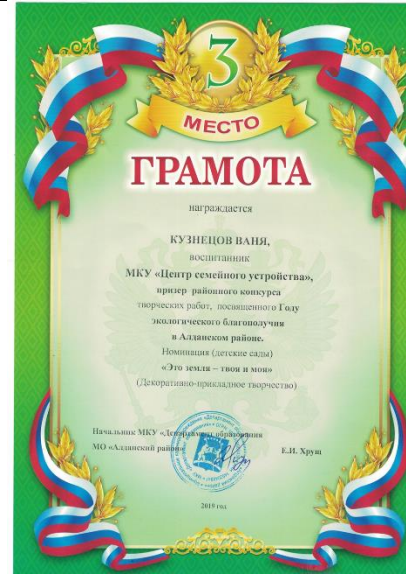 3
МЕСТО
ГРАМОТА
награждается
КУЗНЕЦОВ ВАНЯ,
воспитанник
МКУ «Центр семейного устройства»,
призер районного конкурса
творческих работ, посвященного Году
экологического благополучия
в Алданском районе.
Номинация (детские сады)
«Это земля – твоя и моя»
(Декоративно-прикладное творчество)
Начальник МКУ «Департамент образования
МО «Алданский район»
Е.И. Хрущ
2019 год